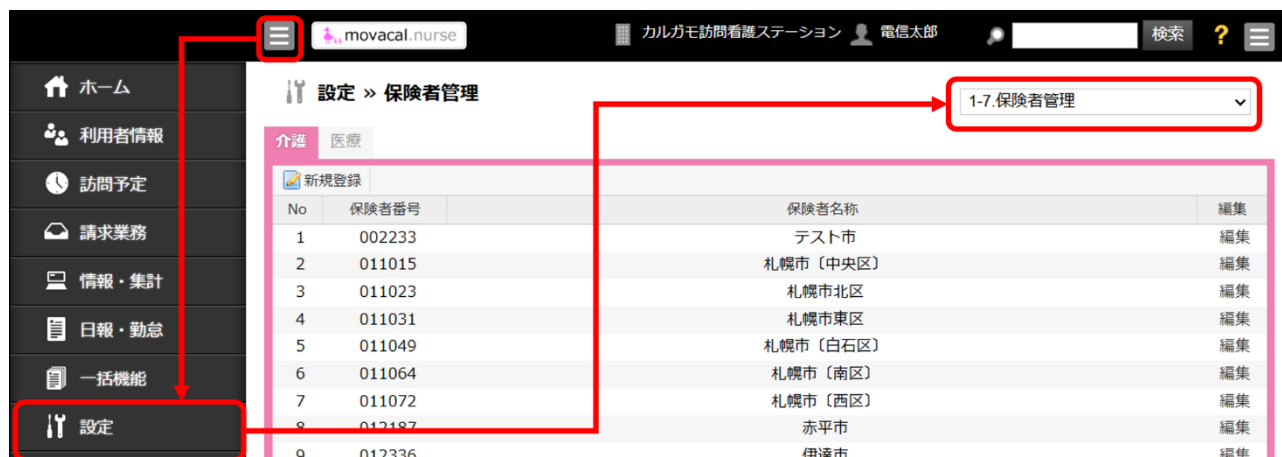 movacal.nurse カルガモ訪問看護ステーション 電信太郎 検索 ?
ホーム
利用者情報
訪問予定
請求業務
情報・集計
日報・勤怠
一括機能
設定
設定 » 保険者管理
1-7.保険者管理
介護 医療
新規登録
No 保険者番号 保険者名称 編集
1 002233 テスト市 編集
2 011015 札幌市〔中央区〕 編集
3 011023 札幌市北区 編集
4 011031 札幌市東区 編集
5 011049 札幌市〔白石区〕 編集
6 011064 札幌市〔南区〕 編集
7 011072 札幌市〔西区〕 編集
8 012187 赤平市 編集
9 012336 伊達市 編集